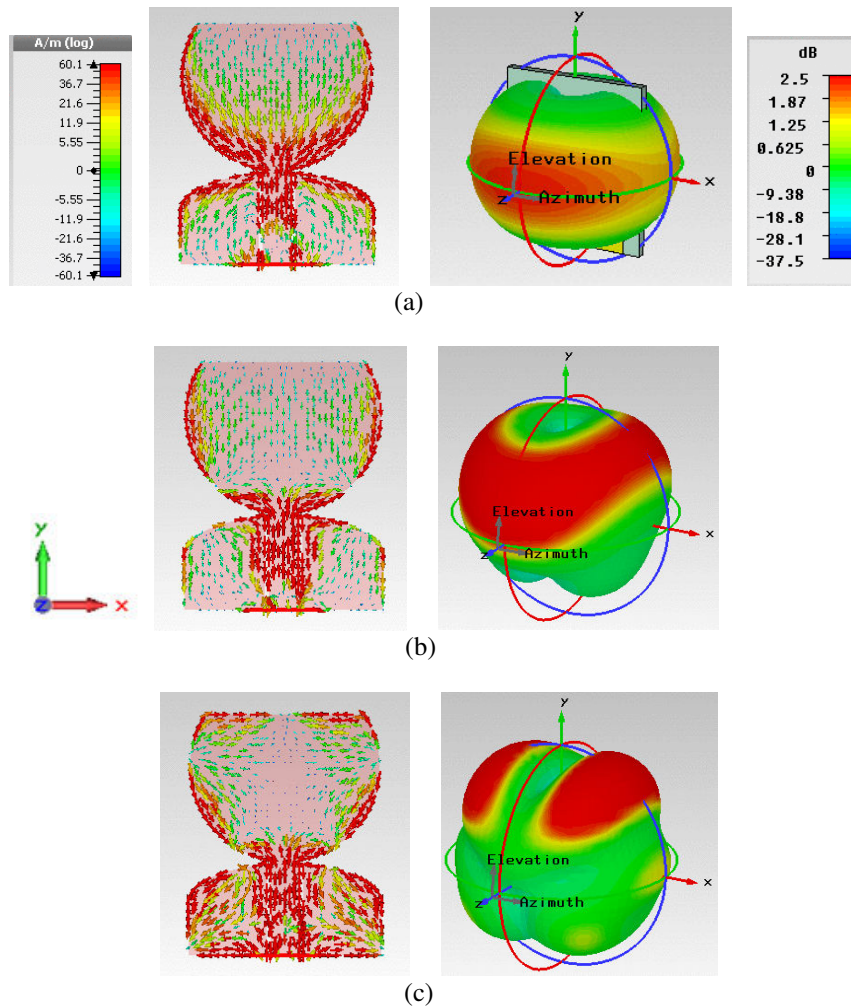 A/m (log)
60.1
36.7
21.6
11.9
5.55
0
-5.55
-11.9
-21.6
-36.7
-60.1
y
Elevation
Azimuth
z
x
dB
2.5
1.87
1.25
0.625
0
-9.38
-18.8
-28.1
-37.5
(a)
y
Elevation
Azimuth
z
x
Y
Z
X
(b)
y
Elevation
Azimuth
z
x
(c)